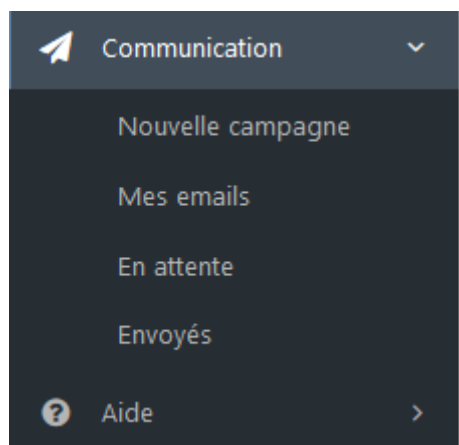 Communication
Nouvelle campagne
Mes emails
En attente
Envoyés
Aide